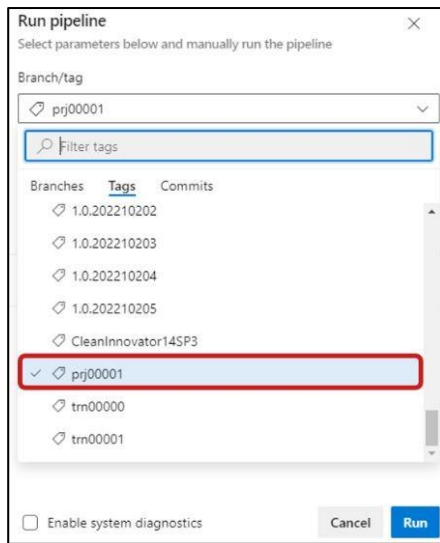 Run pipeline
Select parameters below and manually run the pipeline
Branch/tag
prj00001
Filter tags
Branches Tags Commits
1.0.202210202
1.0.202210203
1.0.202210204
1.0.202210205
CleanInnovator14SP3
prj00001
trn00000
trn00001
Enable system diagnostics Cancel Run